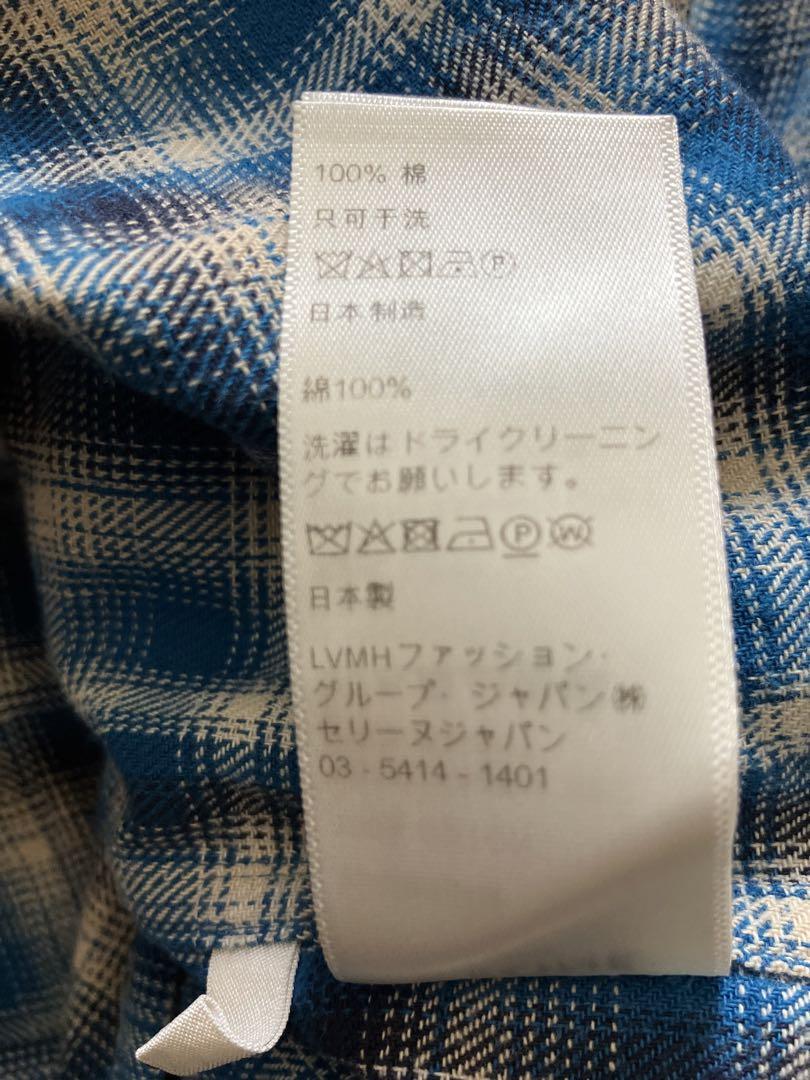 100% 棉
只可干洗
P
日本制造
綿100%
洗濯はドライクリーニン
グでお願いします。
P W
日本製
LVMHファッション・
グループ・ジャパン㈱
セリーヌジャパン
03-5414-1401